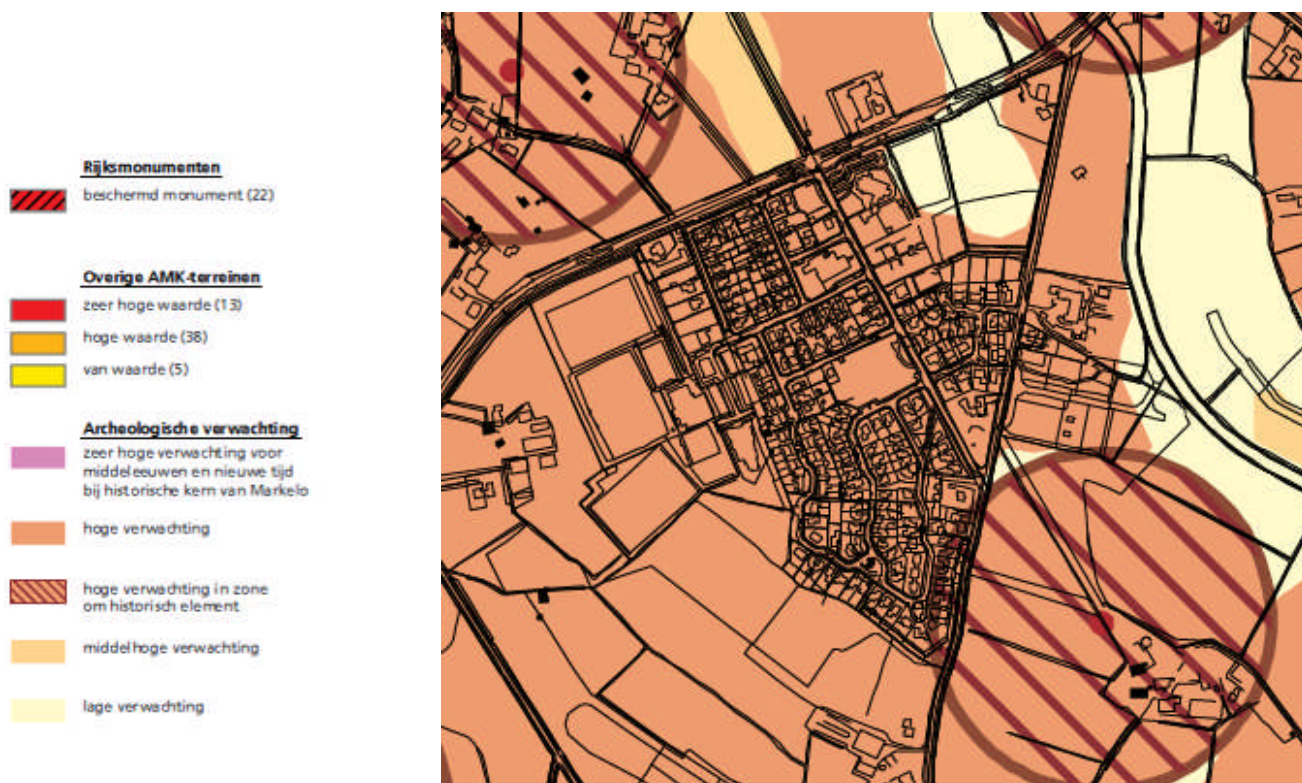 Rijksmonumenten
beschermd monument (22)
Overige AMK-terreinen
zeer hoge waarde (13)
hoge waarde (38)
van waarde (5)
Archeologische verwachting
zeer hoge verwachting voor
middeleeuwen en nieuwe tijd
bij historische kern van Markelo
hoge verwachting
hoge verwachting in zone
om historisch element
middelhoge verwachting
lage verwachting